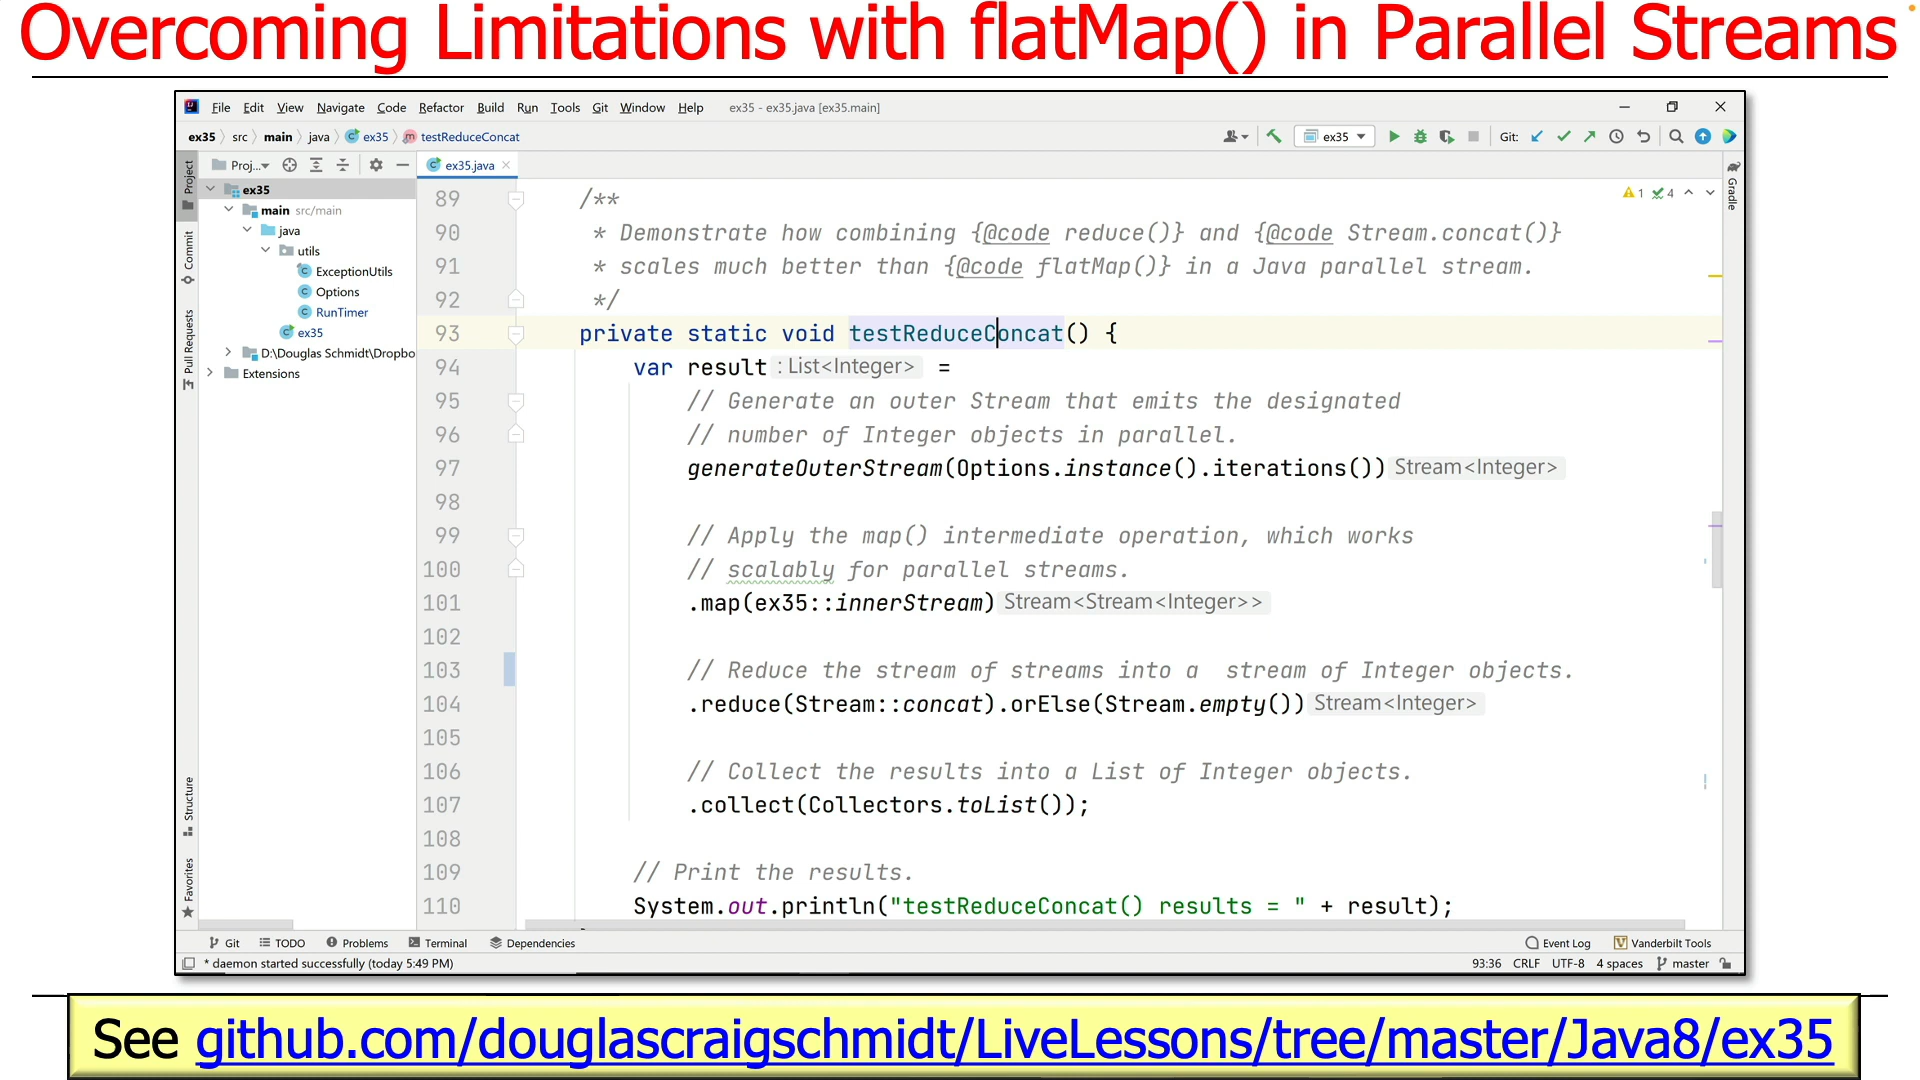 Overcoming Limitations with flatMap() in Parallel Streams
File Edit View Navigate Code Refactor Build Run Tools Git Window Help ex35 - ex35.java [ex35.main]
ex35 src main java ex35 testReduceConcat
ex35
Git:
Project
Commit
Pull Requests
Structure
Favorites
Proj...
ex35
main src/main
java
utils
ExceptionUtils
Options
RunTimer
ex35
D:\Douglas Schmidt\Dropbo
Extensions
ex35.java
1 4
Gradle
89 /**
90 * Demonstrate how combining {@code reduce()} and {@code Stream.concat()}
91 * scales much better than {@code flatMap()} in a Java parallel stream.
92 */
93 private static void testReduceConcat() {
94 var result : List<Integer> =
95 // Generate an outer Stream that emits the designated
96 // number of Integer objects in parallel.
97 generateOuterStream(Options.instance().iterations()) Stream<Integer>
98
99 // Apply the map() intermediate operation, which works
100 // scalably for parallel streams.
101 .map(ex35::innerStream) Stream<Stream<Integer>>
102
103 // Reduce the stream of streams into a  stream of Integer objects.
104 .reduce(Stream::concat).orElse(Stream.empty()) Stream<Integer>
105
106 // Collect the results into a List of Integer objects.
107 .collect(Collectors.toList());
108
109 // Print the results.
110 System.out.println("testReduceConcat() results = " + result);
Git TODO Problems Terminal Dependencies Event Log Vanderbilt Tools
* daemon started successfully (today 5:49 PM) 93:36 CRLF UTF-8 4 spaces master
See github.com/douglascraigschmidt/LiveLessons/tree/master/Java8/ex35